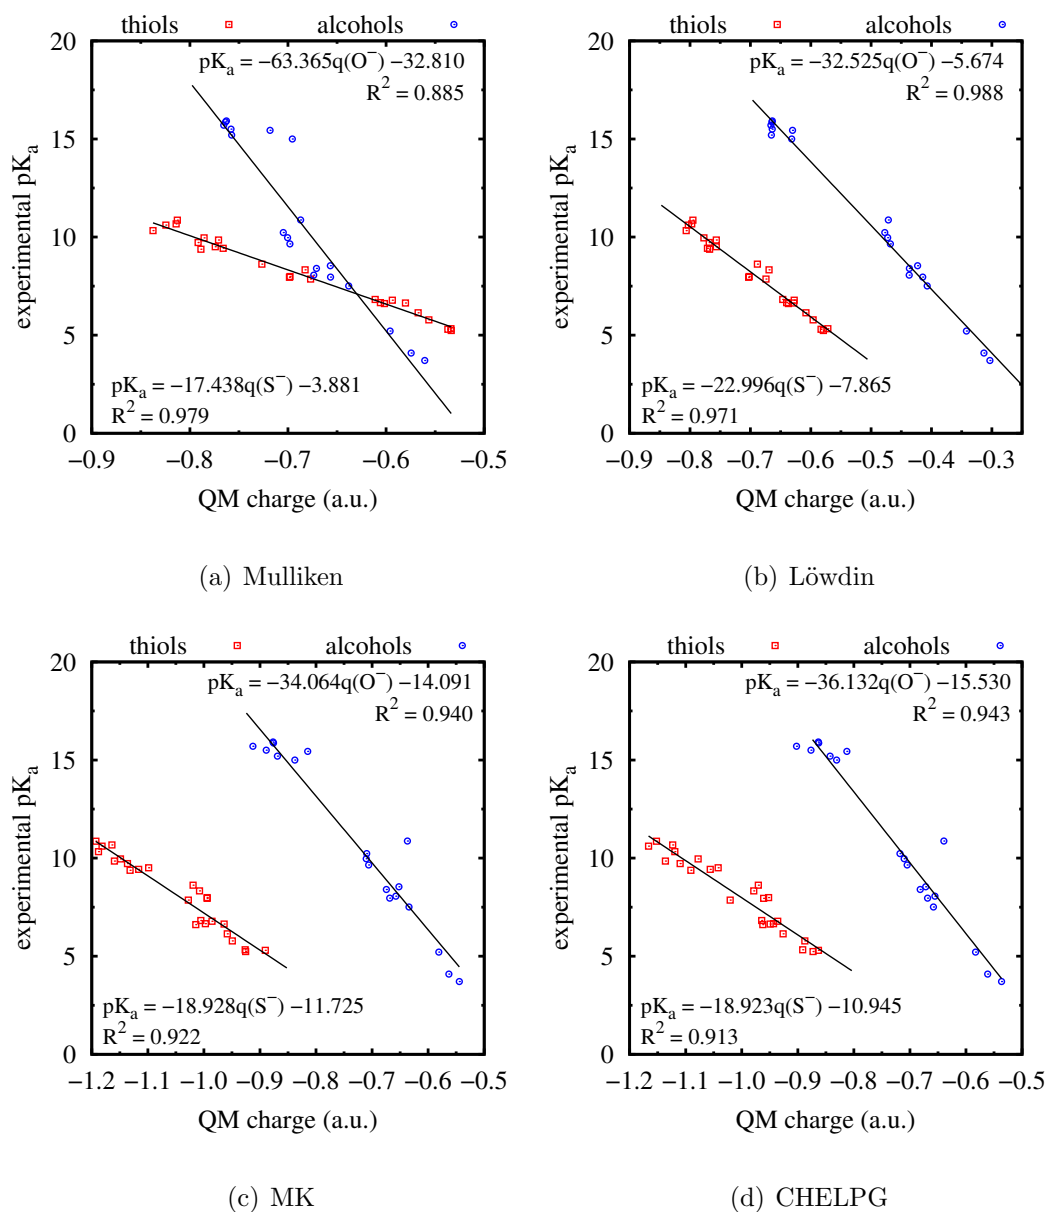 thiols alcohols
20
15
10
5
0
experimental pKa
pKa = −63.365q(O−) −32.810
R2 = 0.885
pKa = −17.438q(S−) −3.881
R2 = 0.979
−0.9 −0.8 −0.7 −0.6 −0.5
QM charge (a.u.)
(a) Mulliken
thiols alcohols
20
15
10
5
0
experimental pKa
pKa = −32.525q(O−) −5.674
R2 = 0.988
pKa = −22.996q(S−) −7.865
R2 = 0.971
−0.9 −0.8 −0.7 −0.6 −0.5 −0.4 −0.3
QM charge (a.u.)
(b) Löwdin
thiols alcohols
20
15
10
5
0
experimental pKa
pKa = −34.064q(O−) −14.091
R2 = 0.940
pKa = −18.928q(S−) −11.725
R2 = 0.922
−1.2 −1.1 −1.0 −0.9 −0.8 −0.7 −0.6 −0.5
QM charge (a.u.)
(c) MK
thiols alcohols
20
15
10
5
0
experimental pKa
pKa = −36.132q(O−) −15.530
R2 = 0.943
pKa = −18.923q(S−) −10.945
R2 = 0.913
−1.2 −1.1 −1.0 −0.9 −0.8 −0.7 −0.6 −0.5
QM charge (a.u.)
(d) CHELPG